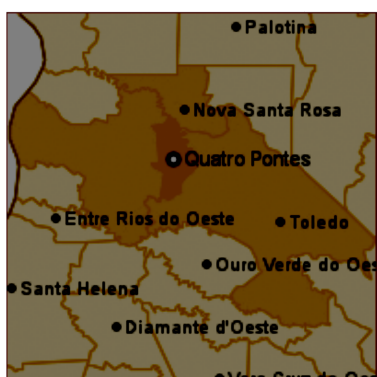 Palotina
Nova Santa Rosa
Quatro Pontes
Entre Rios do Oeste
Toledo
Ouro Verde do Oes
Santa Helena
Diamante d'Oeste